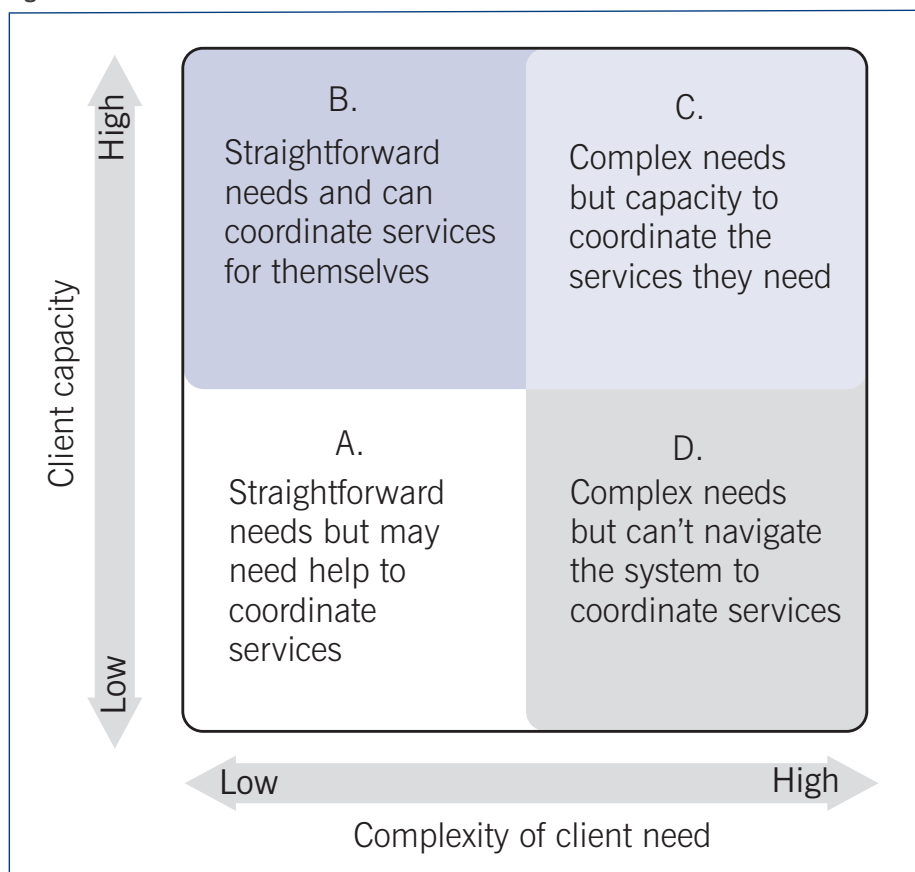 High
Client capacity
Low
B.
Straightforward
needs and can
coordinate services
for themselves
C.
Complex needs
but capacity to
coordinate the
services they need
A.
Straightforward
needs but may
need help to
coordinate
services
D.
Complex needs
but can’t navigate
the system to
coordinate services
Low
High
Complexity of client need